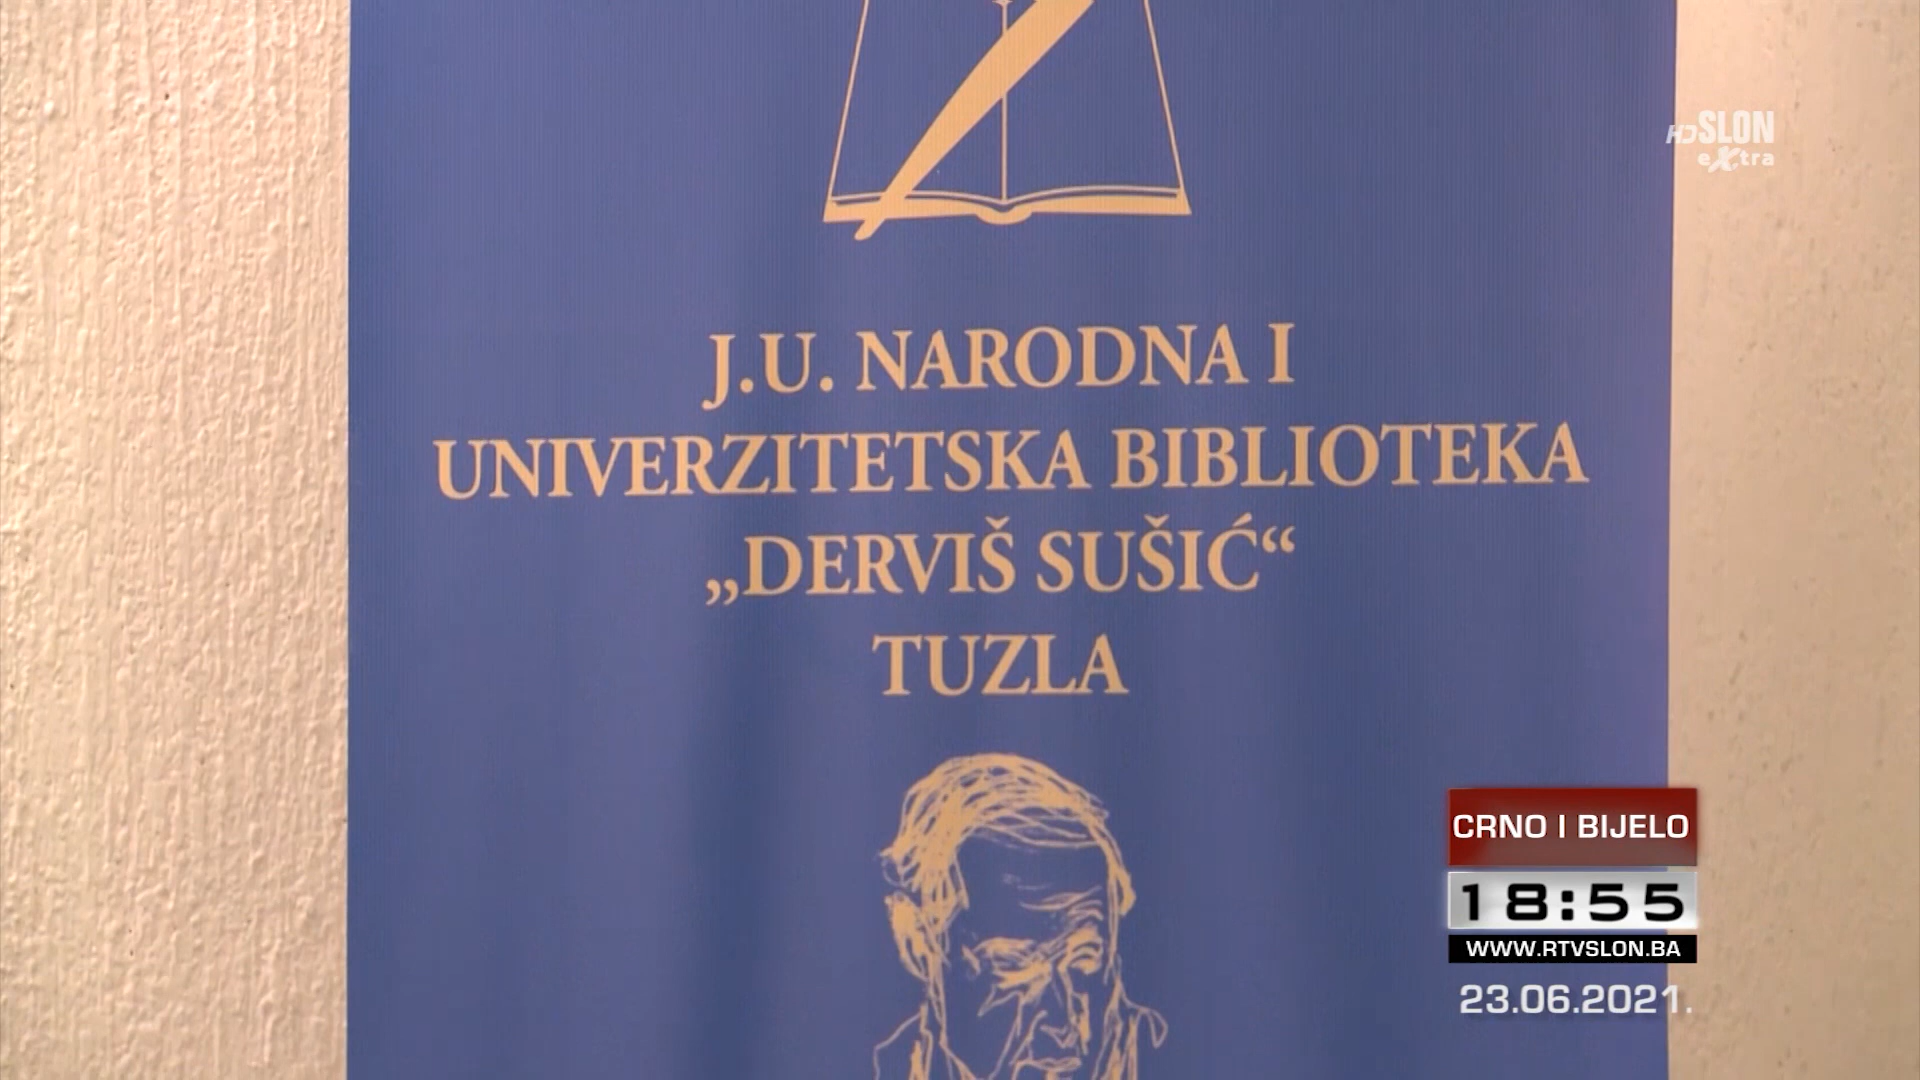 HD SLON
eXtra
J.U. NARODNA I
UNIVERZITETSKA BIBLIOTEKA
„DERVIŠ SUŠIĆ“
TUZLA
CRNO I BIJELO
18:55
WWW.RTVSLON.BA
23.06.2021.